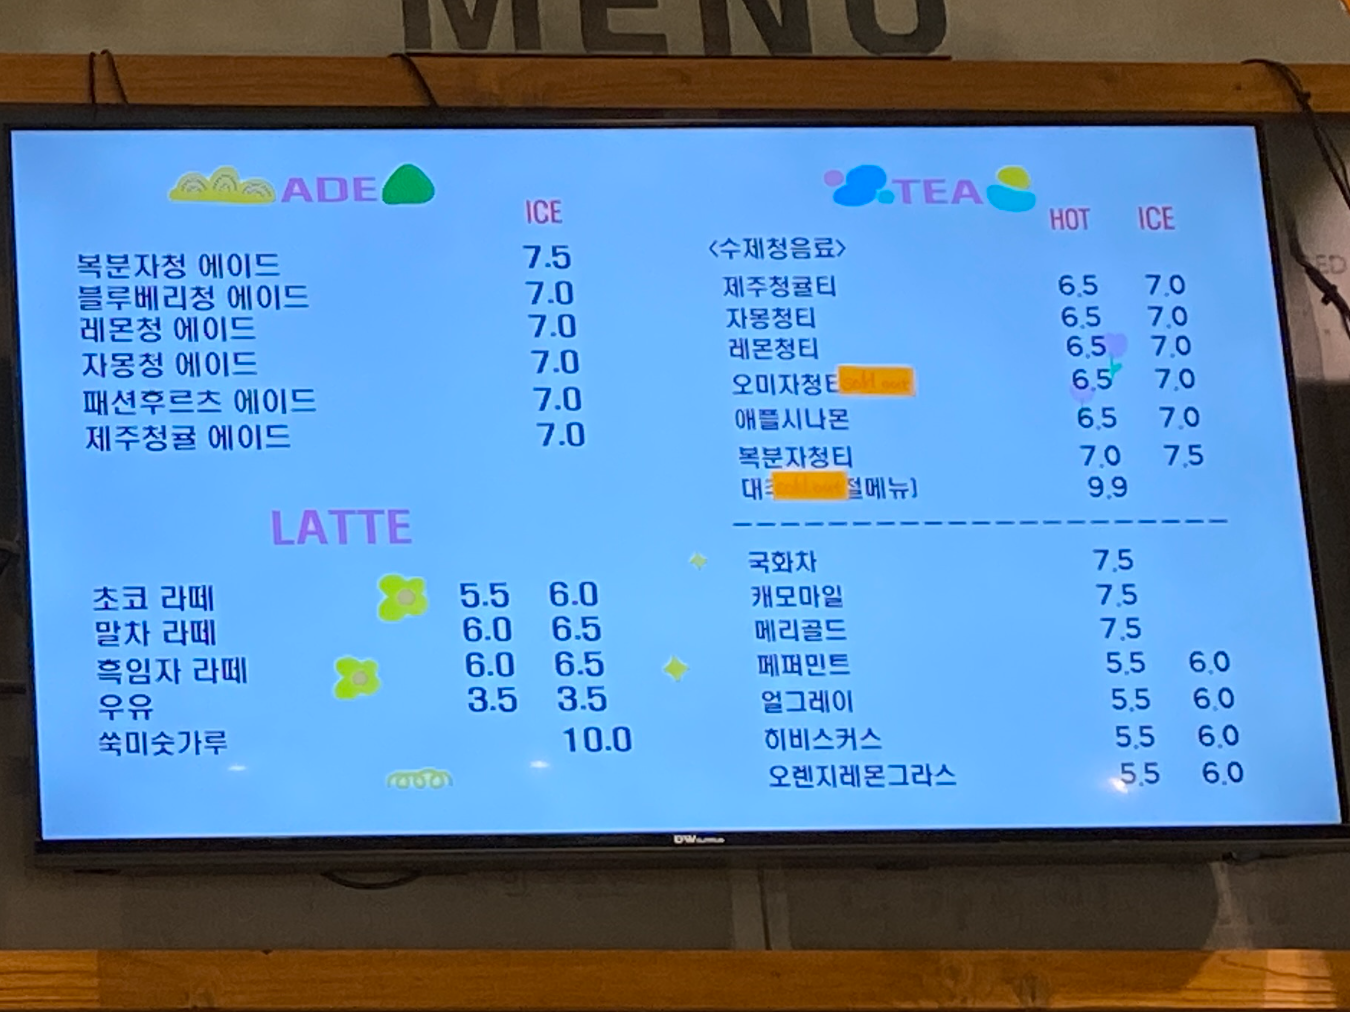 MENU
ADE
ICE
복분자청 에이드 7.5
블루베리청 에이드 7.0
레몬청 에이드 7.0
자몽청 에이드 7.0
패션후르츠 에이드 7.0
제주청귤 에이드 7.0
LATTE
초코 라떼 5.5 6.0
말차 라떼 6.0 6.5
흑임자 라떼 6.0 6.5
우유 3.5 3.5
쑥미숫가루 10.0
TEA
HOT ICE
<수제청음료>
제주청귤티 6.5 7.0
자몽청티 6.5 7.0
레몬청티 6.5 7.0
오미자청티 sold out 6.5 7.0
애플시나몬 6.5 7.0
복분자청티 7.0 7.5
대 sold out 절메뉴) 9.9
국화차 7.5
캐모마일 7.5
메리골드 7.5
페퍼민트 5.5 6.0
얼그레이 5.5 6.0
히비스커스 5.5 6.0
오렌지레몬그라스 5.5 6.0